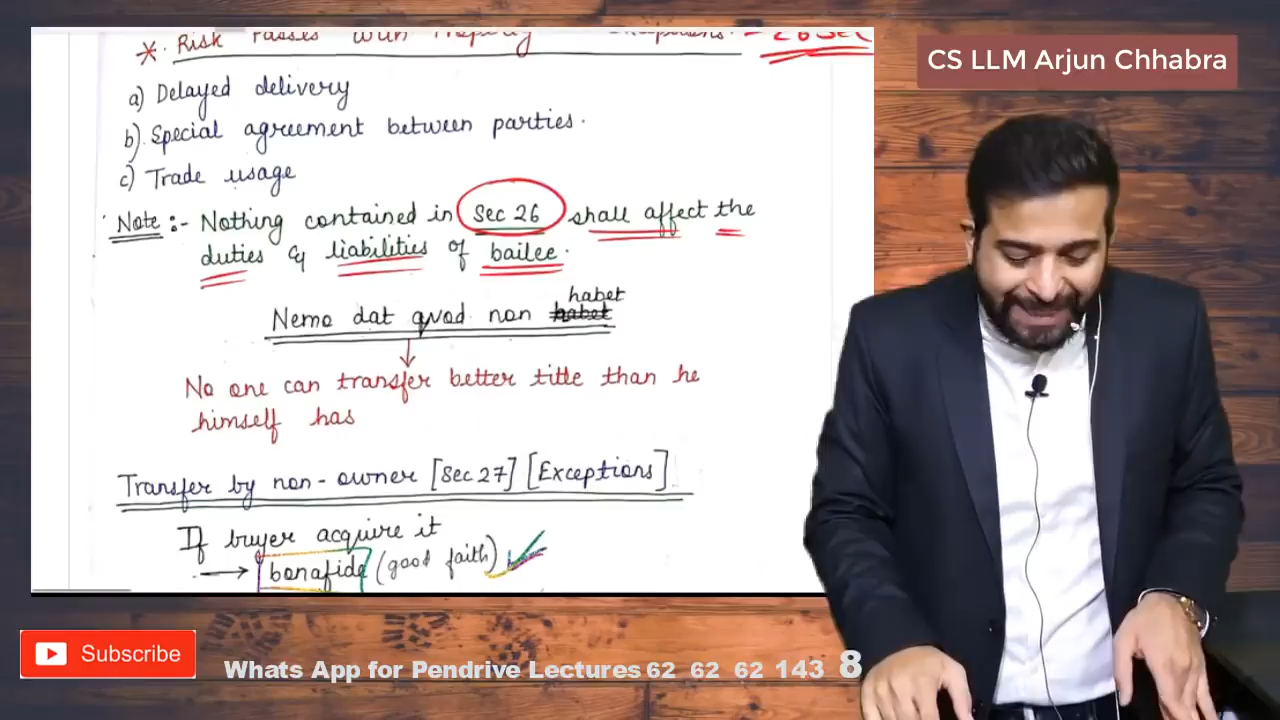 * Risk Passes with Property
a) Delayed delivery
b) Special agreement between parties.
c) Trade usage
Note :- Nothing contained in Sec 26 shall affect the
duties & liabilities of bailee.
habet
Nemo dat quod non habet
No one can transfer better title than he
himself has
Transfer by non-owner [Sec 27] [Exceptions]
If buyer acquire it
→ bonafide (good faith) ✓
CS LLM Arjun Chhabra
Subscribe
Whats App for Pendrive Lectures 62 62 62 143 8